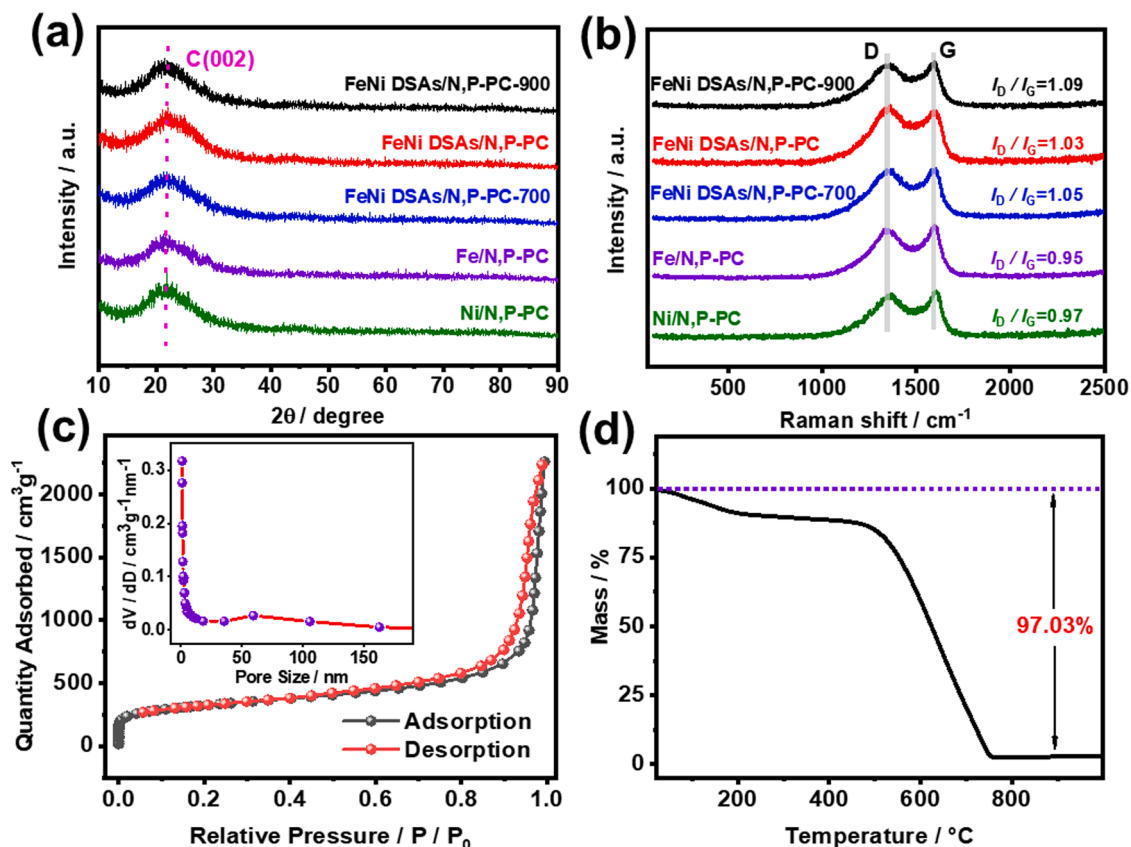 (a)
C(002)
FeNi DSAs/N,P-PC-900
FeNi DSAs/N,P-PC
FeNi DSAs/N,P-PC-700
Fe/N,P-PC
Ni/N,P-PC
Intensity / a.u.
10 20 30 40 50 60 70 80 90
2θ / degree
(b)
D G
FeNi DSAs/N,P-PC-900 I_D / I_G=1.09
FeNi DSAs/N,P-PC I_D / I_G=1.03
FeNi DSAs/N,P-PC-700 I_D / I_G=1.05
Fe/N,P-PC I_D / I_G=0.95
Ni/N,P-PC I_D / I_G=0.97
Intensity / a.u.
500 1000 1500 2000 2500
Raman shift / cm⁻¹
(c)
Quantity Adsorbed / cm³g⁻¹
2000
1500
1000
500
0
dV / dD / cm³g⁻¹nm⁻¹
0.3
0.2
0.1
0.0
0 50 100 150
Pore Size / nm
Adsorption
Desorption
0.0 0.2 0.4 0.6 0.8 1.0
Relative Pressure / P / P₀
(d)
Mass / %
100
75
50
25
0
97.03%
200 400 600 800
Temperature / °C